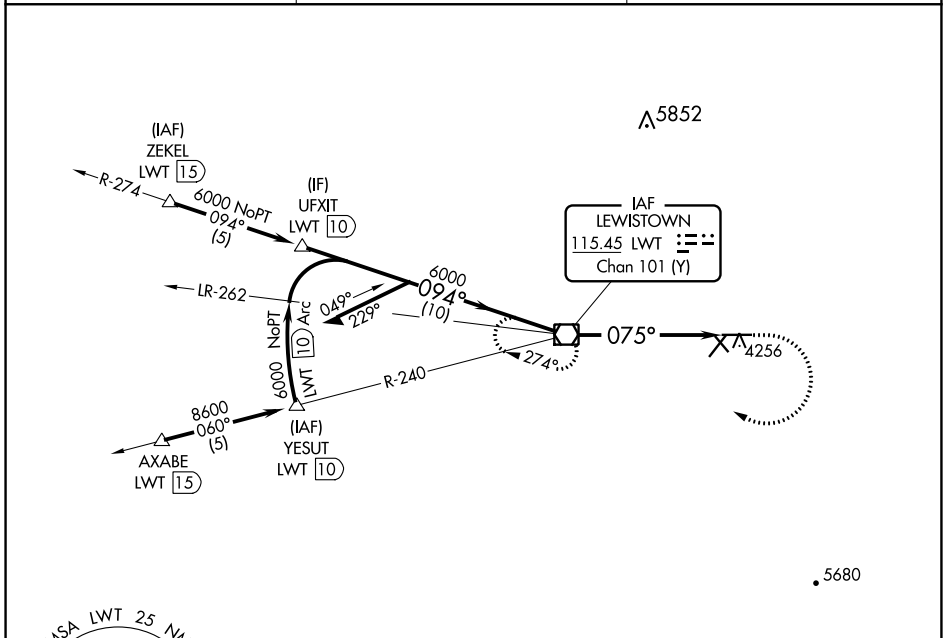 5852
(IAF)
ZEKEL
LWT 15
R-274
6000 NoPT
094°
(5)
(IF)
UFXIT
LWT 10
IAF
LEWISTOWN
115.45 LWT
Chan 101 (Y)
LR-262
049°
229°
6000
094°
(10)
075°
4256
274°
6000 NoPT
LWT 10 Arc
R-240
8600
060°
(5)
AXABE
LWT 15
(IAF)
YESUT
LWT 10
5680
MSA LWT 25